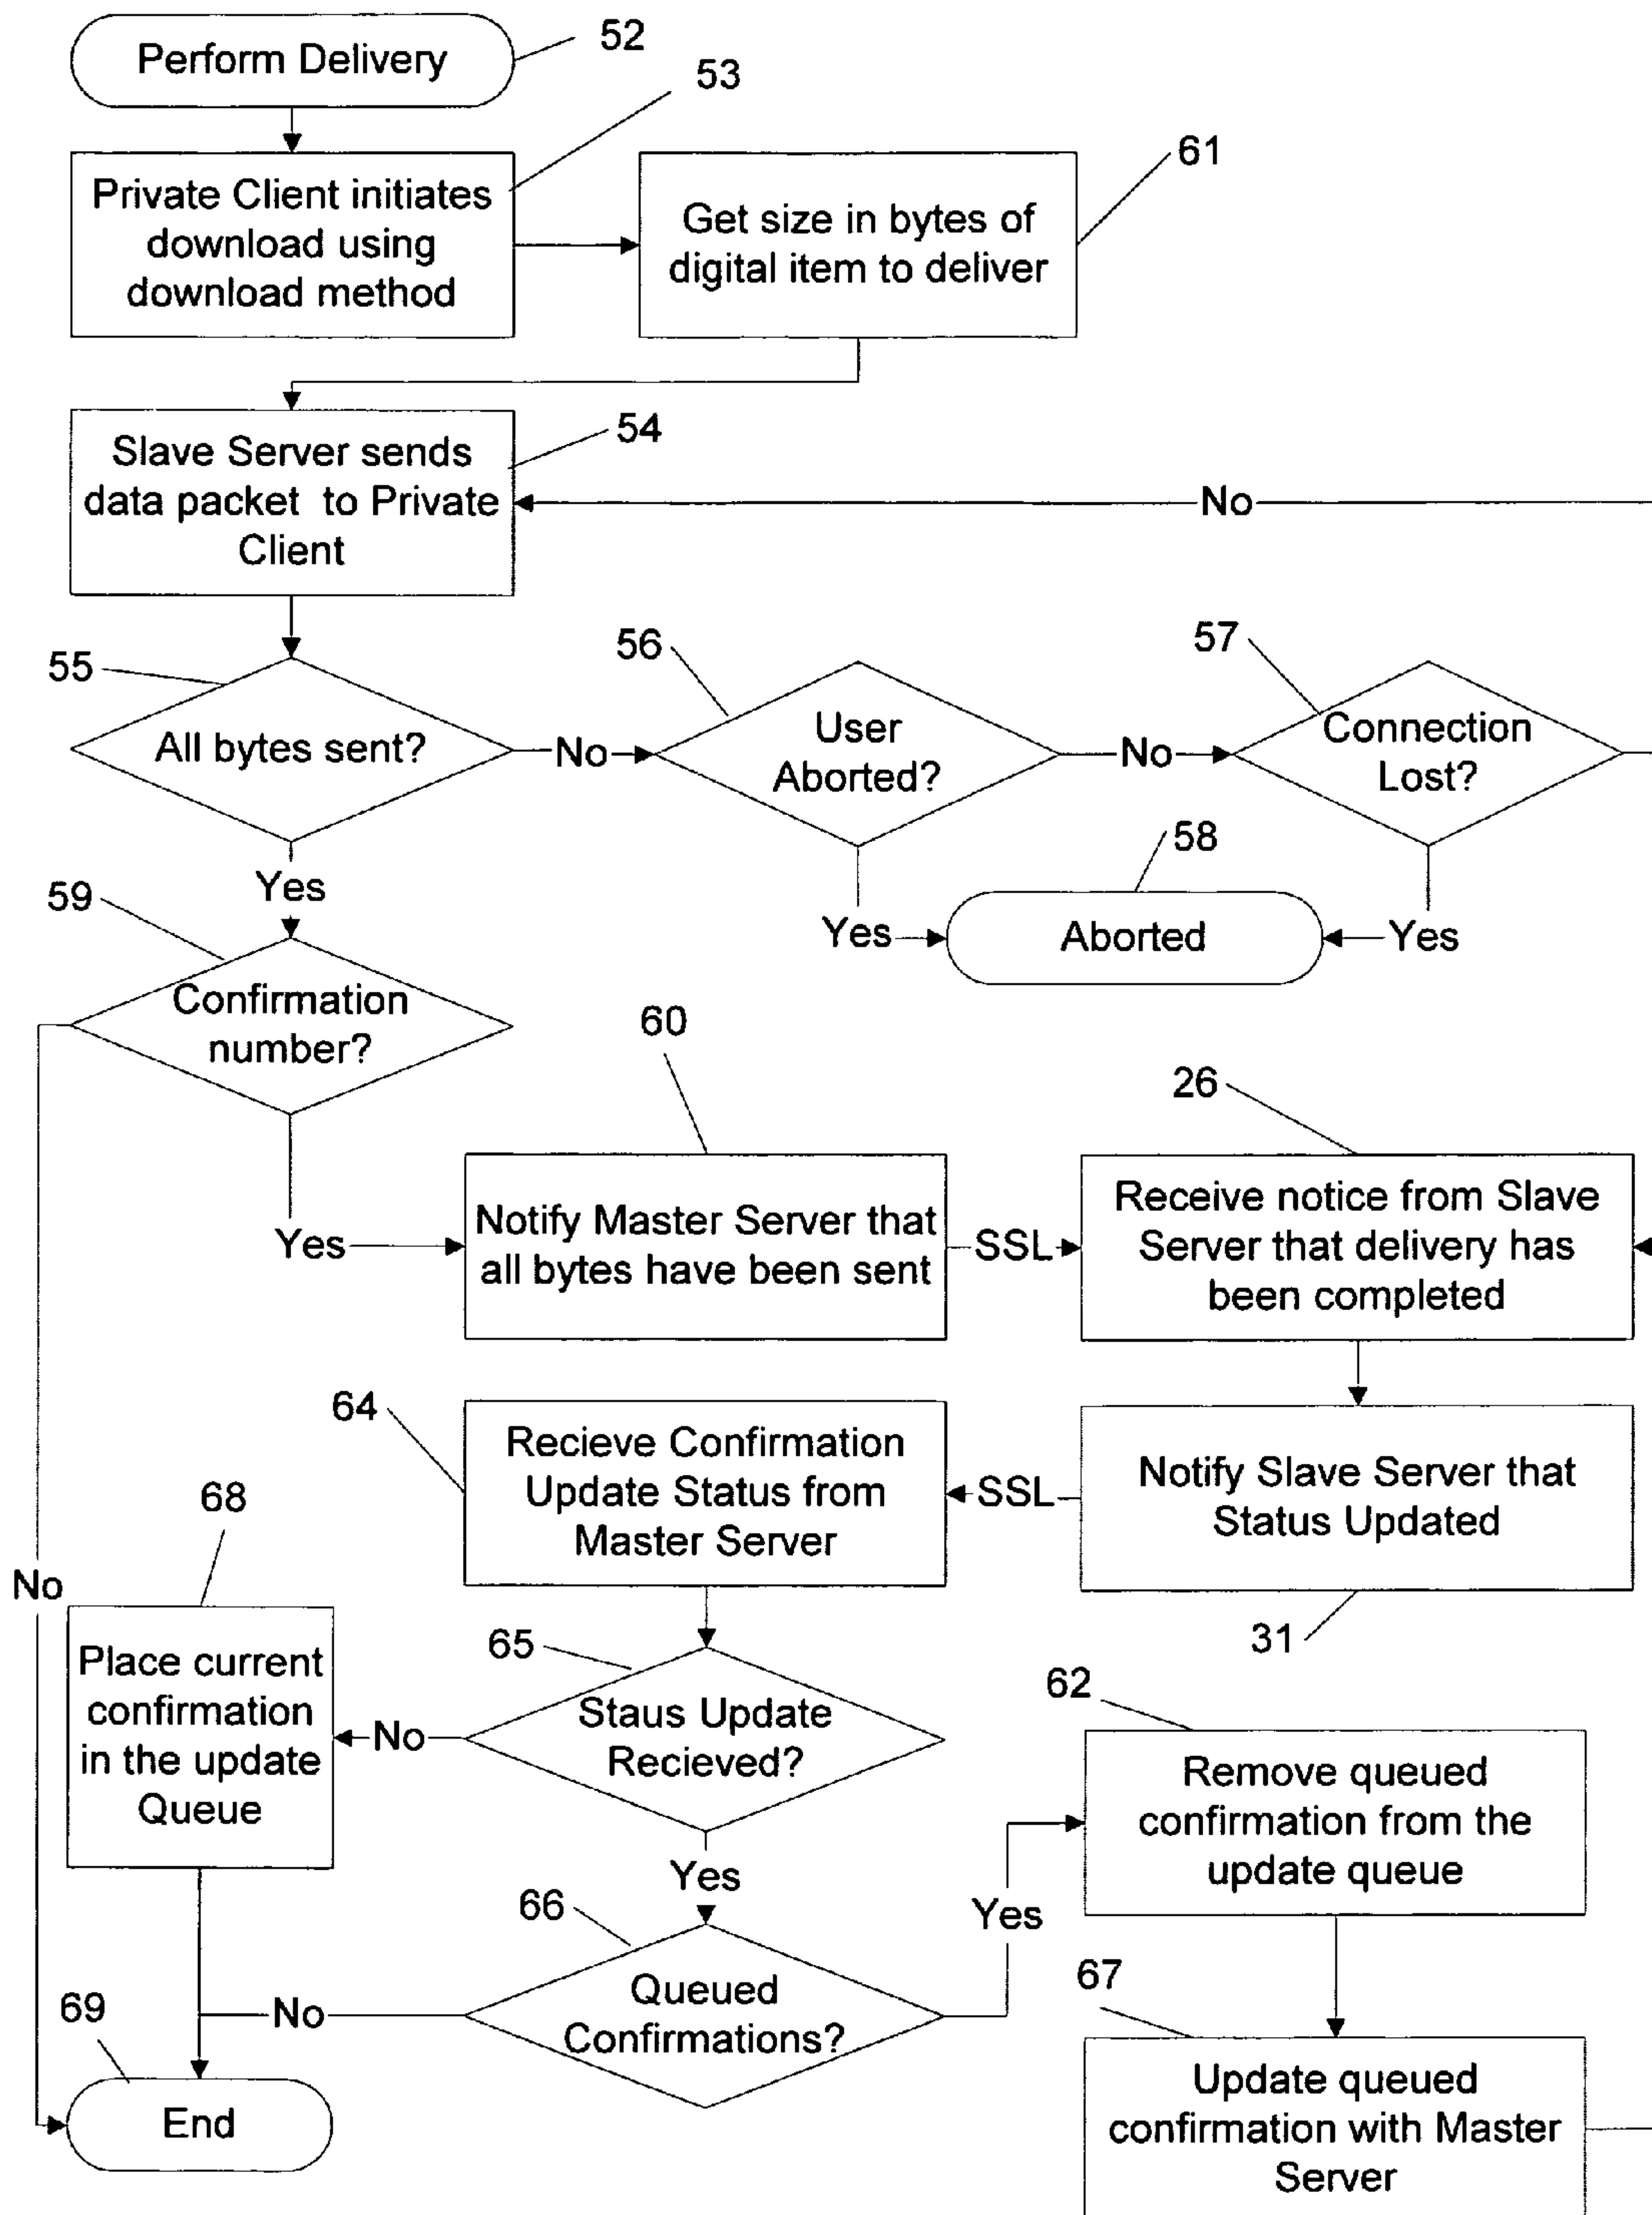 Perform Delivery
52
53
Private Client initiates
download using
download method
61
Get size in bytes of
digital item to deliver
54
Slave Server sends
data packet to Private
Client
No
55
All bytes sent?
No
56
User
Aborted?
No
57
Connection
Lost?
Yes
58
Yes
Aborted
Yes
59
Confirmation
number?
60
26
Yes
Notify Master Server that
all bytes have been sent
SSL
Receive notice from Slave
Server that delivery has
been completed
64
Recieve Confirmation
Update Status from
Master Server
SSL
Notify Slave Server that
Status Updated
31
No
68
Place current
confirmation
in the update
Queue
No
65
Staus Update
Recieved?
Yes
62
Remove queued
confirmation from the
update queue
66
Queued
Confirmations?
Yes
No
67
Update queued
confirmation with Master
Server
69
End